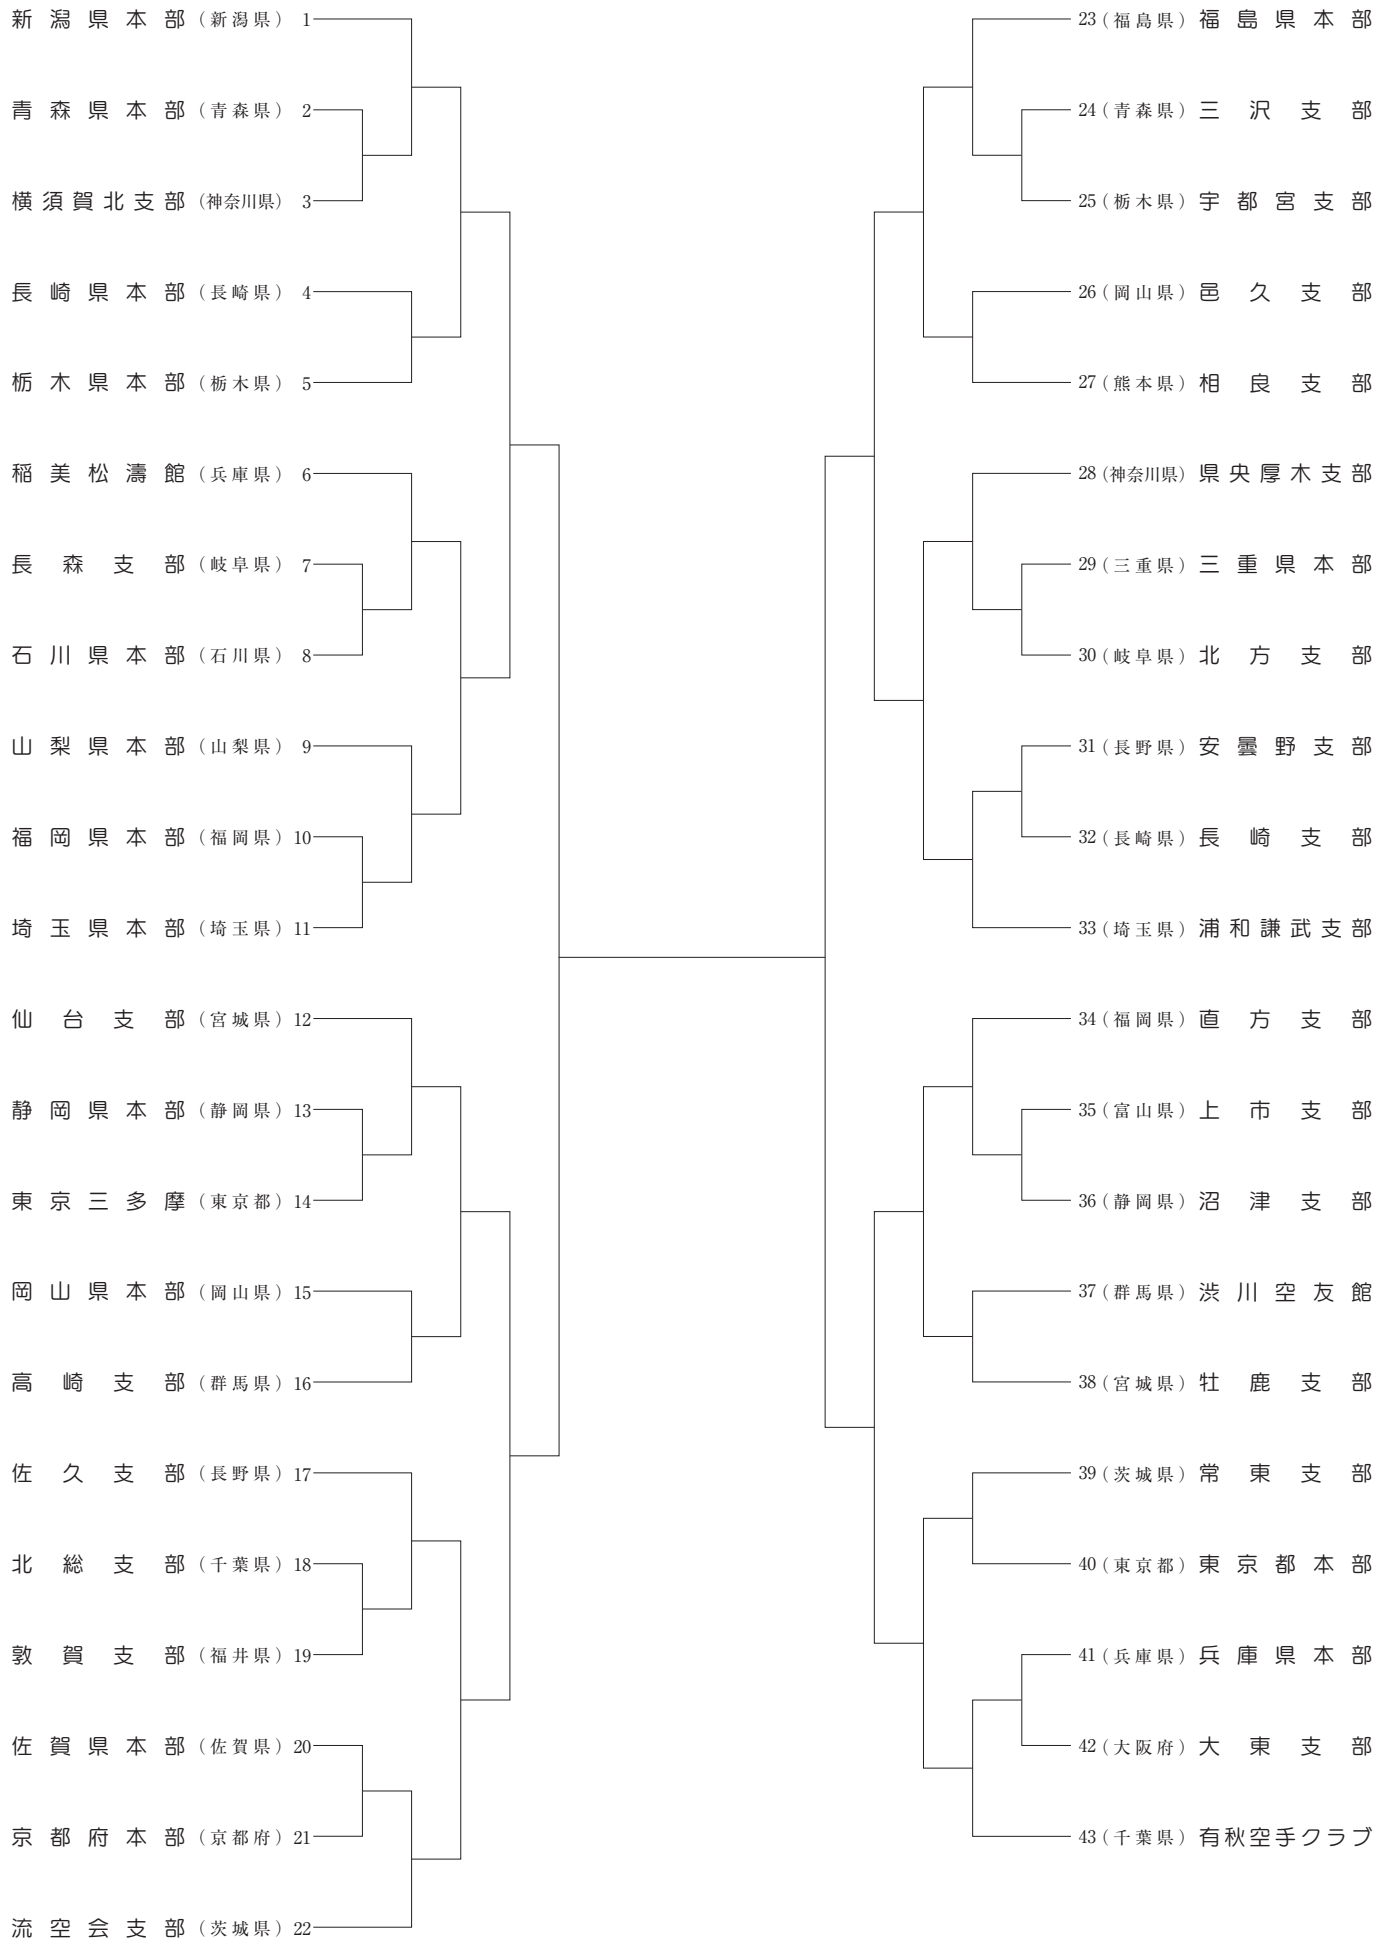 新潟県本部（新潟県） 1
青森県本部（青森県） 2
横須賀北支部（神奈川県） 3
長崎県本部（長崎県） 4
栃木県本部（栃木県） 5
稲美松濤館（兵庫県） 6
長森支部（岐阜県） 7
石川県本部（石川県） 8
山梨県本部（山梨県） 9
福岡県本部（福岡県） 10
埼玉県本部（埼玉県） 11
仙台支部（宮城県） 12
静岡県本部（静岡県） 13
東京三多摩（東京都） 14
岡山県本部（岡山県） 15
高崎支部（群馬県） 16
佐久支部（長野県） 17
北総支部（千葉県） 18
敦賀支部（福井県） 19
佐賀県本部（佐賀県） 20
京都府本部（京都府） 21
流空会支部（茨城県） 22
23（福島県）福島県本部
24（青森県）三沢支部
25（栃木県）宇都宮支部
26（岡山県）邑久支部
27（熊本県）相良支部
28（神奈川県）県央厚木支部
29（三重県）三重県本部
30（岐阜県）北方支部
31（長野県）安曇野支部
32（長崎県）長崎支部
33（埼玉県）浦和謙武支部
34（福岡県）直方支部
35（富山県）上市支部
36（静岡県）沼津支部
37（群馬県）渋川空友館
38（宮城県）牡鹿支部
39（茨城県）常東支部
40（東京都）東京都本部
41（兵庫県）兵庫県本部
42（大阪府）大東支部
43（千葉県）有秋空手クラブ